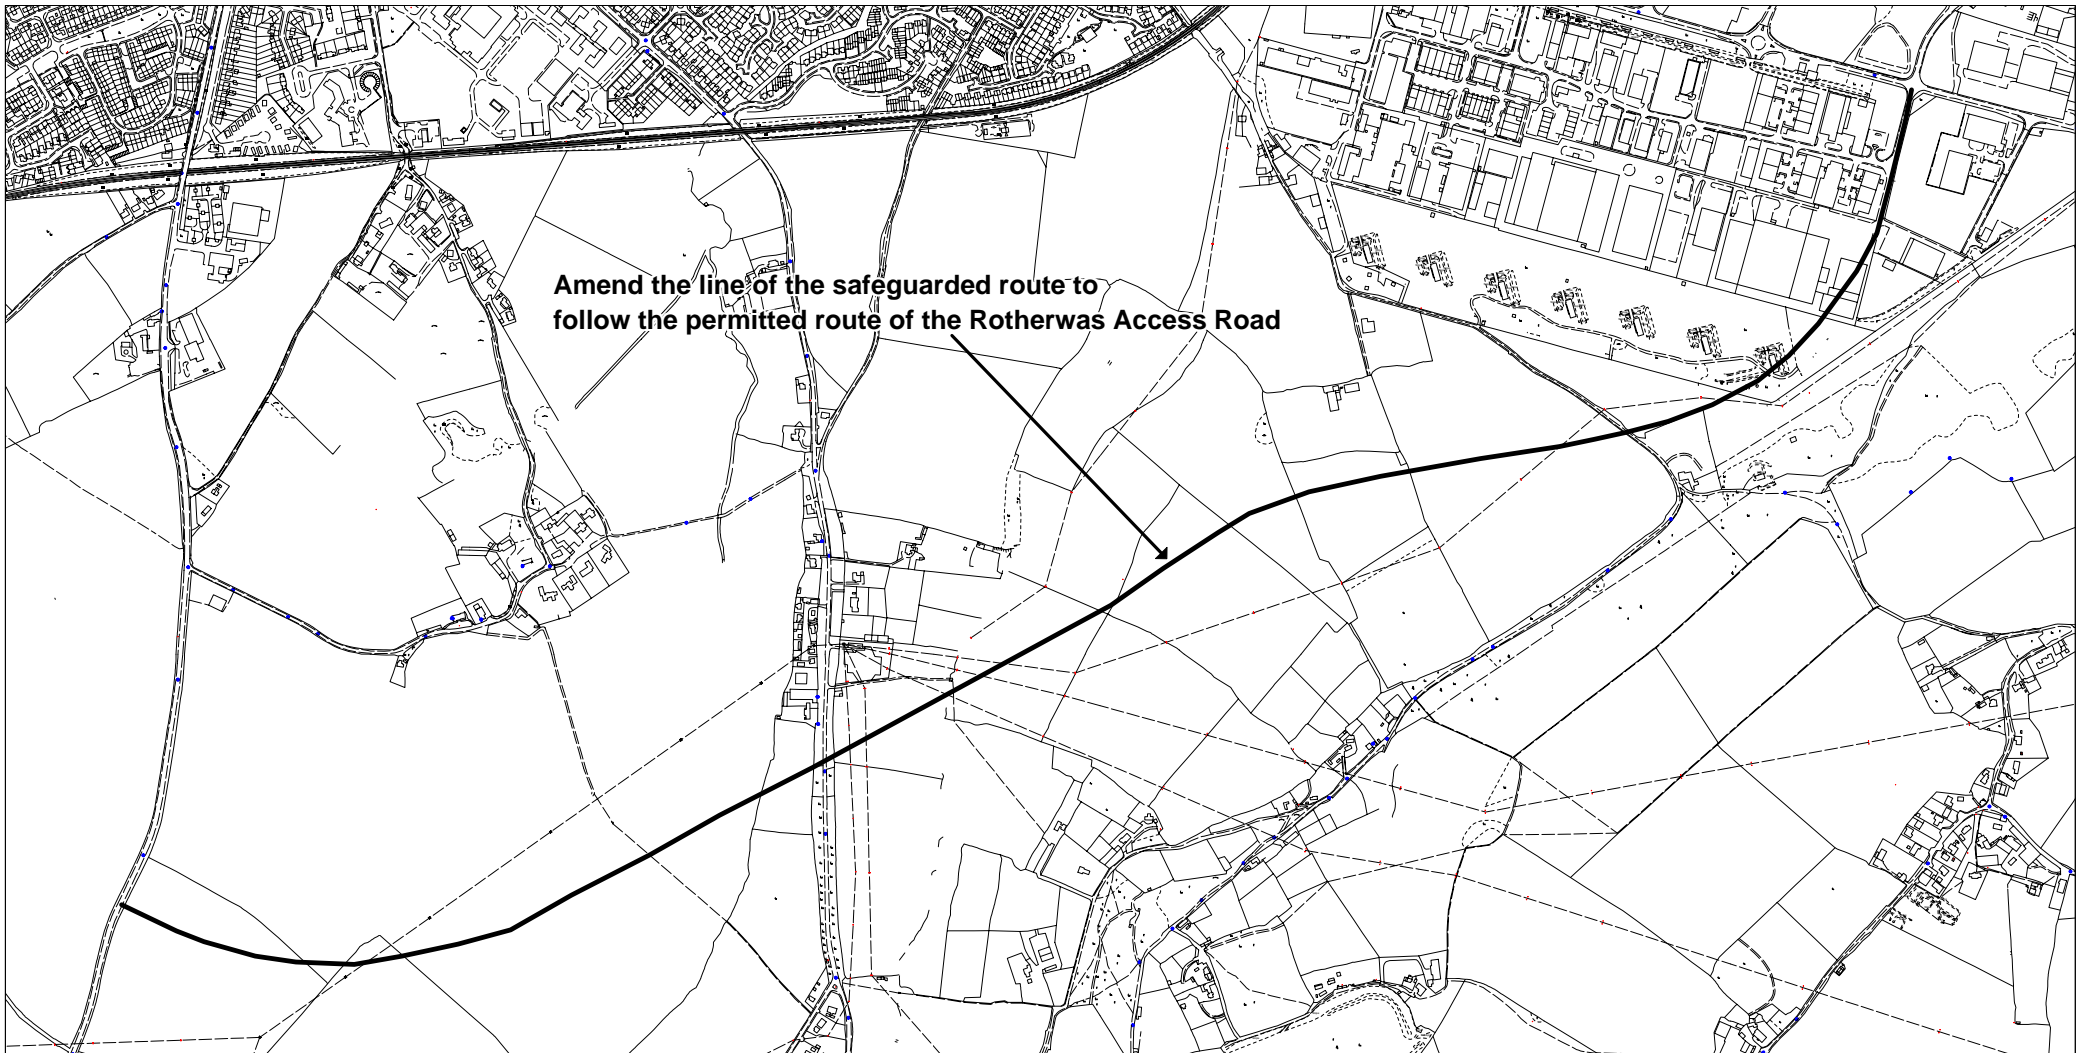 Amend the line of the safeguarded route to
follow the permitted route of the Rotherwas Access Road